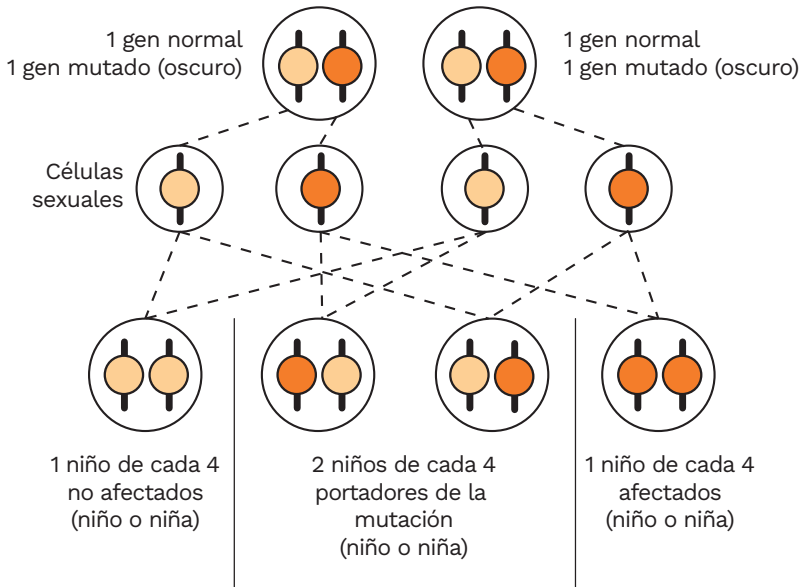 1 gen normal
1 gen mutado (oscuro)
1 gen normal
1 gen mutado (oscuro)
Células
sexuales
1 niño de cada 4
no afectados
(niño o niña)
2 niños de cada 4
portadores de la
mutación
(niño o niña)
1 niño de cada 4
afectados
(niño o niña)